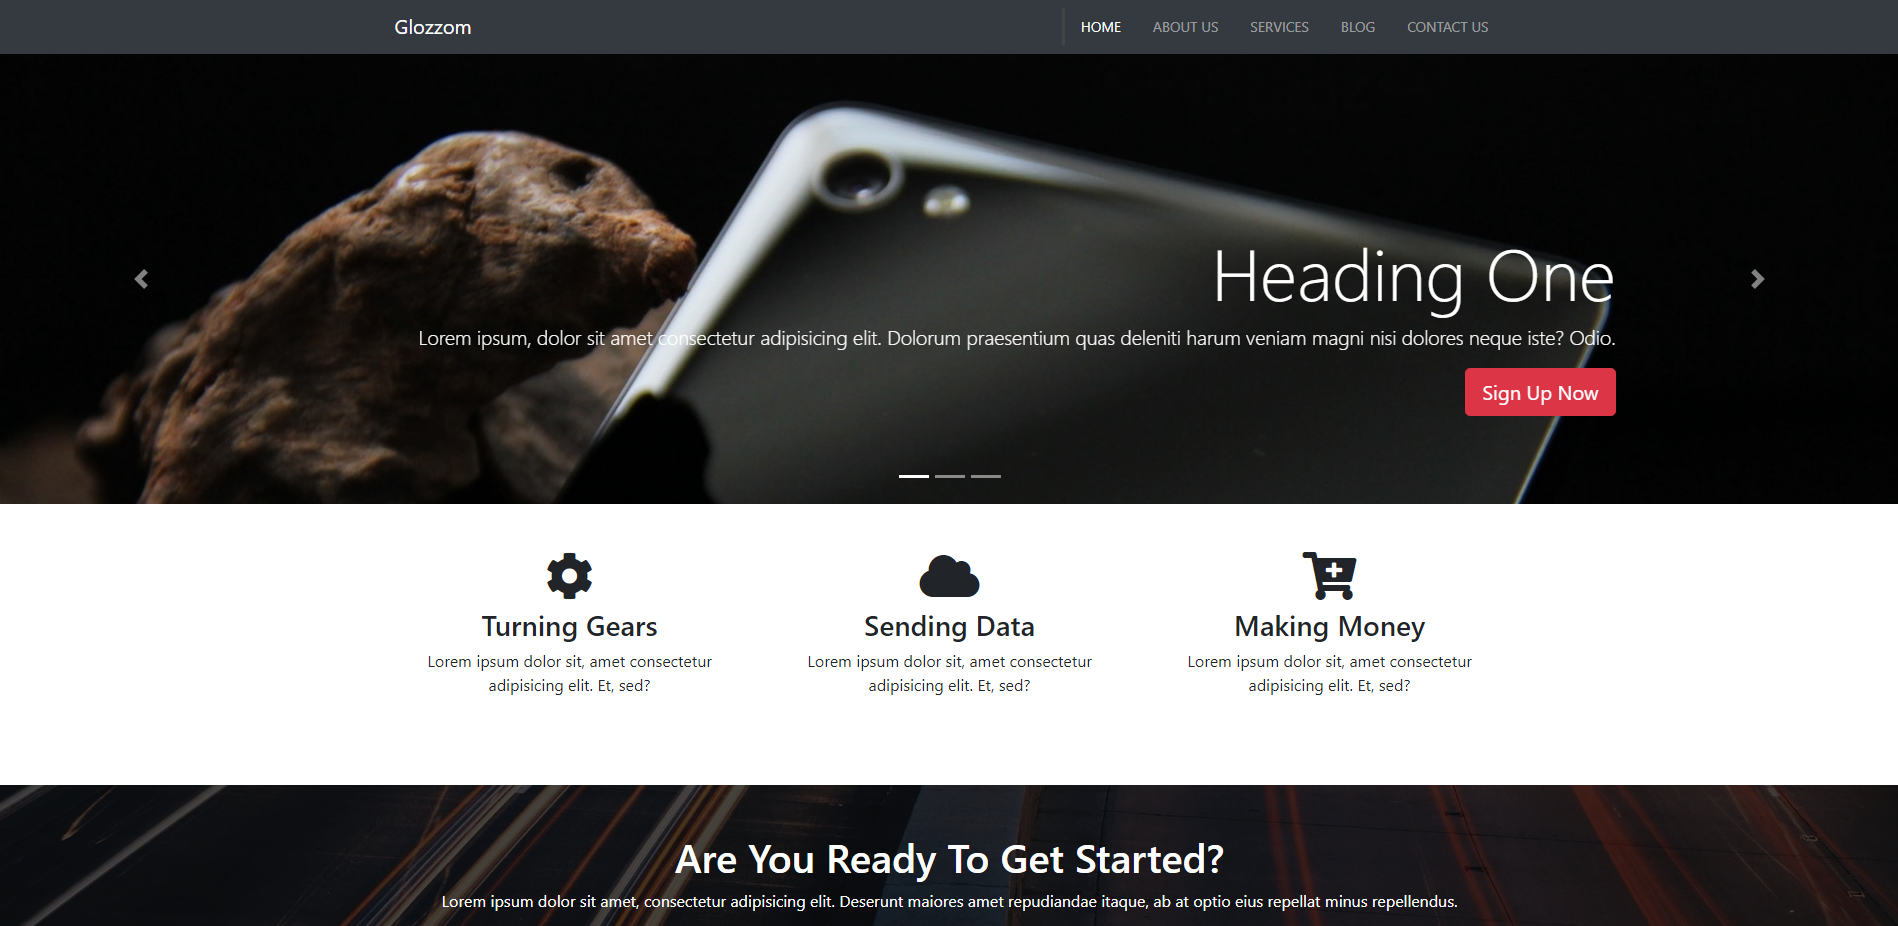 Glozzom
HOME ABOUT US SERVICES BLOG CONTACT US
Heading One
Lorem ipsum, dolor sit amet consectetur adipisicing elit. Dolorum praesentium quas deleniti harum veniam magni nisi dolores neque iste? Odio.
Sign Up Now
Turning Gears
Lorem ipsum dolor sit, amet consectetur
adipisicing elit. Et, sed?
Sending Data
Lorem ipsum dolor sit, amet consectetur
adipisicing elit. Et, sed?
Making Money
Lorem ipsum dolor sit, amet consectetur
adipisicing elit. Et, sed?
Are You Ready To Get Started?
Lorem ipsum dolor sit amet, consectetur adipisicing elit. Deserunt maiores amet repudiandae itaque, ab at optio eius repellat minus repellendus.